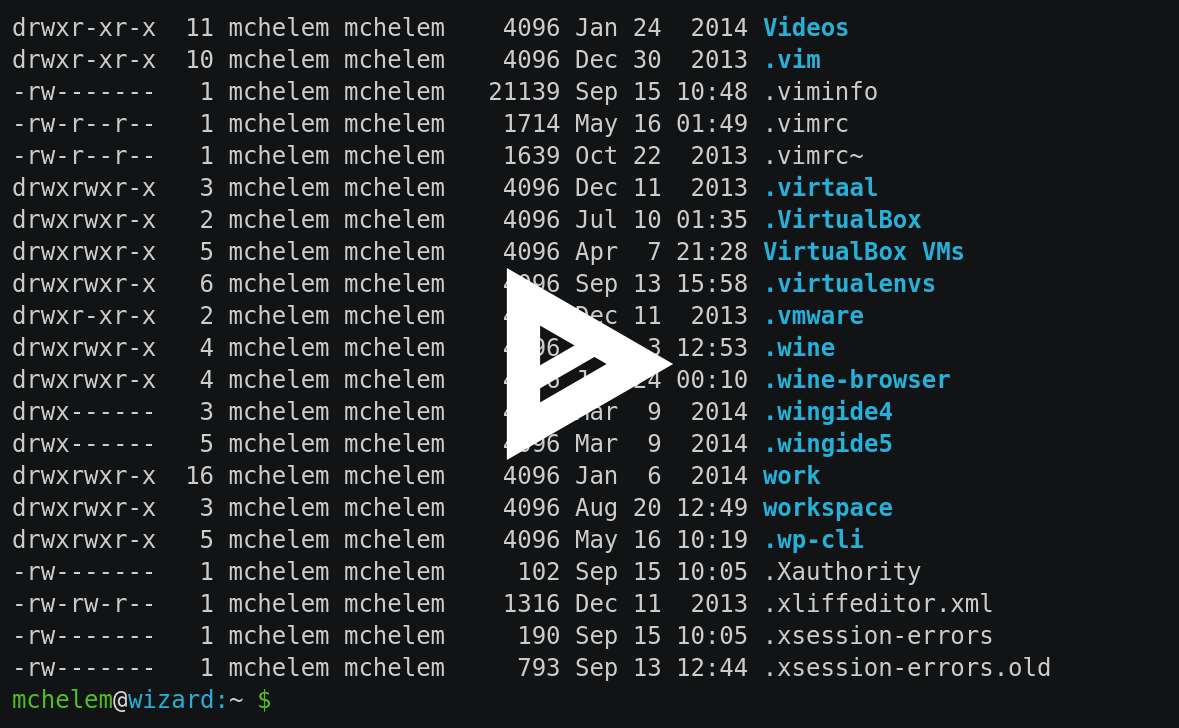 drwxr-xr-x  11 mchelem mchelem    4096 Jan 24  2014 Videos
drwxr-xr-x  10 mchelem mchelem    4096 Dec 30  2013 .vim
-rw-------   1 mchelem mchelem   21139 Sep 15 10:48 .viminfo
-rw-r--r--   1 mchelem mchelem    1714 May 16 01:49 .vimrc
-rw-r--r--   1 mchelem mchelem    1639 Oct 22  2013 .vimrc~
drwxrwxr-x   3 mchelem mchelem    4096 Dec 11  2013 .virtaal
drwxrwxr-x   2 mchelem mchelem    4096 Jul 10 01:35 .VirtualBox
drwxrwxr-x   5 mchelem mchelem    4096 Apr  7 21:28 VirtualBox VMs
drwxrwxr-x   6 mchelem mchelem    4096 Sep 13 15:58 .virtualenvs
drwxr-xr-x   2 mchelem mchelem    Dec 11  2013 .vmware
drwxrwxr-x   4 mchelem mchelem    3 12:53 .wine
drwxrwxr-x   4 mchelem mchelem    24 00:10 .wine-browser
drwx------   3 mchelem mchelem    Mar  9  2014 .wingide4
drwx------   5 mchelem mchelem    4096 Mar  9  2014 .wingide5
drwxrwxr-x  16 mchelem mchelem    4096 Jan  6  2014 work
drwxrwxr-x   3 mchelem mchelem    4096 Aug 20 12:49 workspace
drwxrwxr-x   5 mchelem mchelem    4096 May 16 10:19 .wp-cli
-rw-------   1 mchelem mchelem     102 Sep 15 10:05 .Xauthority
-rw-rw-r--   1 mchelem mchelem    1316 Dec 11  2013 .xliffeditor.xml
-rw-------   1 mchelem mchelem     190 Sep 15 10:05 .xsession-errors
-rw-------   1 mchelem mchelem     793 Sep 13 12:44 .xsession-errors.old
mchelem@wizard:~ $